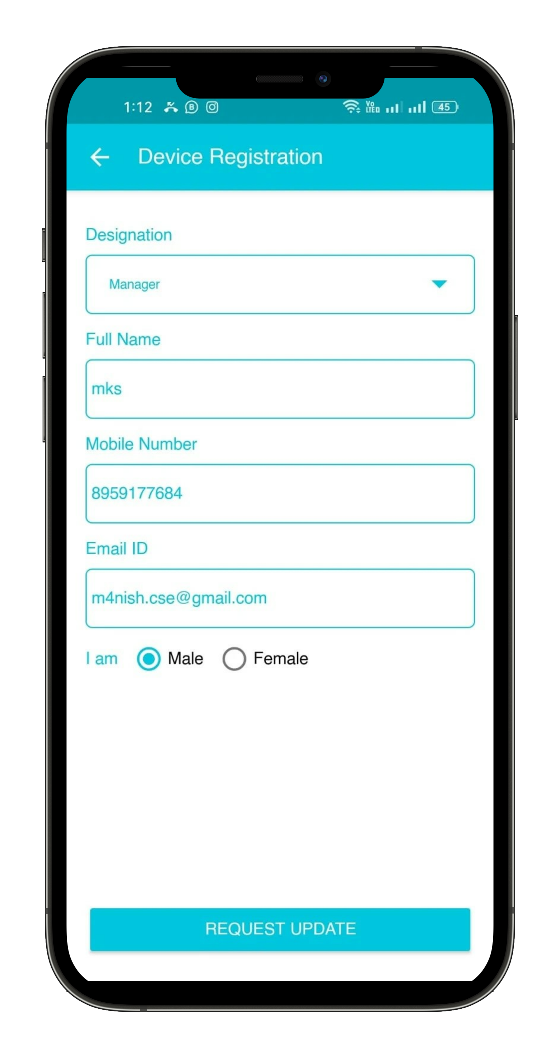 1:12 45
Device Registration
Designation
Manager
Full Name
mks
Mobile Number
8959177684
Email ID
m4nish.cse@gmail.com
I am Male Female
REQUEST UPDATE